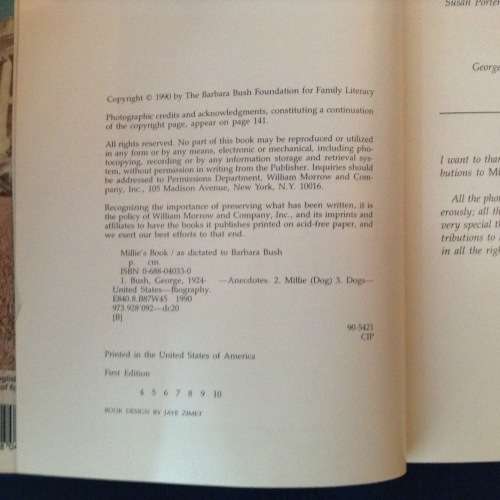 Copyright © 1990 by The Barbara Bush Foundation for Family Literacy
Photographic credits and acknowledgments, constituting a continuation
of the copyright page, appear on page 141.
All rights reserved. No part of this book may be reproduced or utilized
in any form or by any means, electronic or mechanical, including pho-
tocopying, recording or by any information storage and retrieval sys-
tem, without permission in writing from the Publisher. Inquiries should
be addressed to Permissions Department, William Morrow and Com-
pany, Inc., 105 Madison Avenue, New York, N.Y. 10016.
Recognizing the importance of preserving what has been written, it is
the policy of William Morrow and Company, Inc., and its imprints and
affiliates to have the books it publishes printed on acid-free paper, and
we exert our best efforts to that end.
Millie's Book / as dictated to Barbara Bush
p. cm.
ISBN 0-688-04033-0
1. Bush, George, 1924- —Anecdotes. 2. Millie (Dog) 3. Dogs—
United States—Biography.
E840.8.B87W45 1990
973.928'092—dc20
[B]
90-5421
CIP
Printed in the United States of America
First Edition
4 5 6 7 8 9 10
BOOK DESIGN BY JAYE ZIMET
Susan Porter
George
I want to than
butions to Mi
All the pho
erously; all th
very special th
tributions to
in all the righ